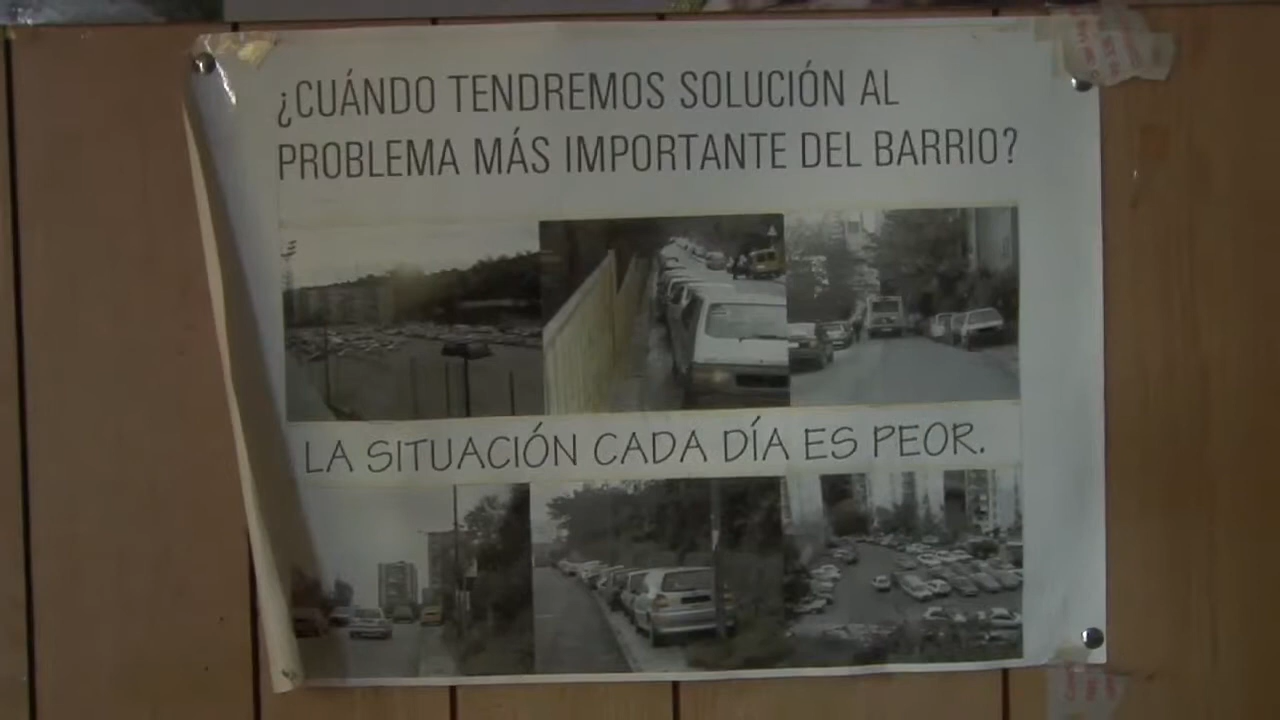 ¿CUÁNDO TENDREMOS SOLUCIÓN AL
PROBLEMA MÁS IMPORTANTE DEL BARRIO?
LA SITUACIÓN CADA DÍA ES PEOR.